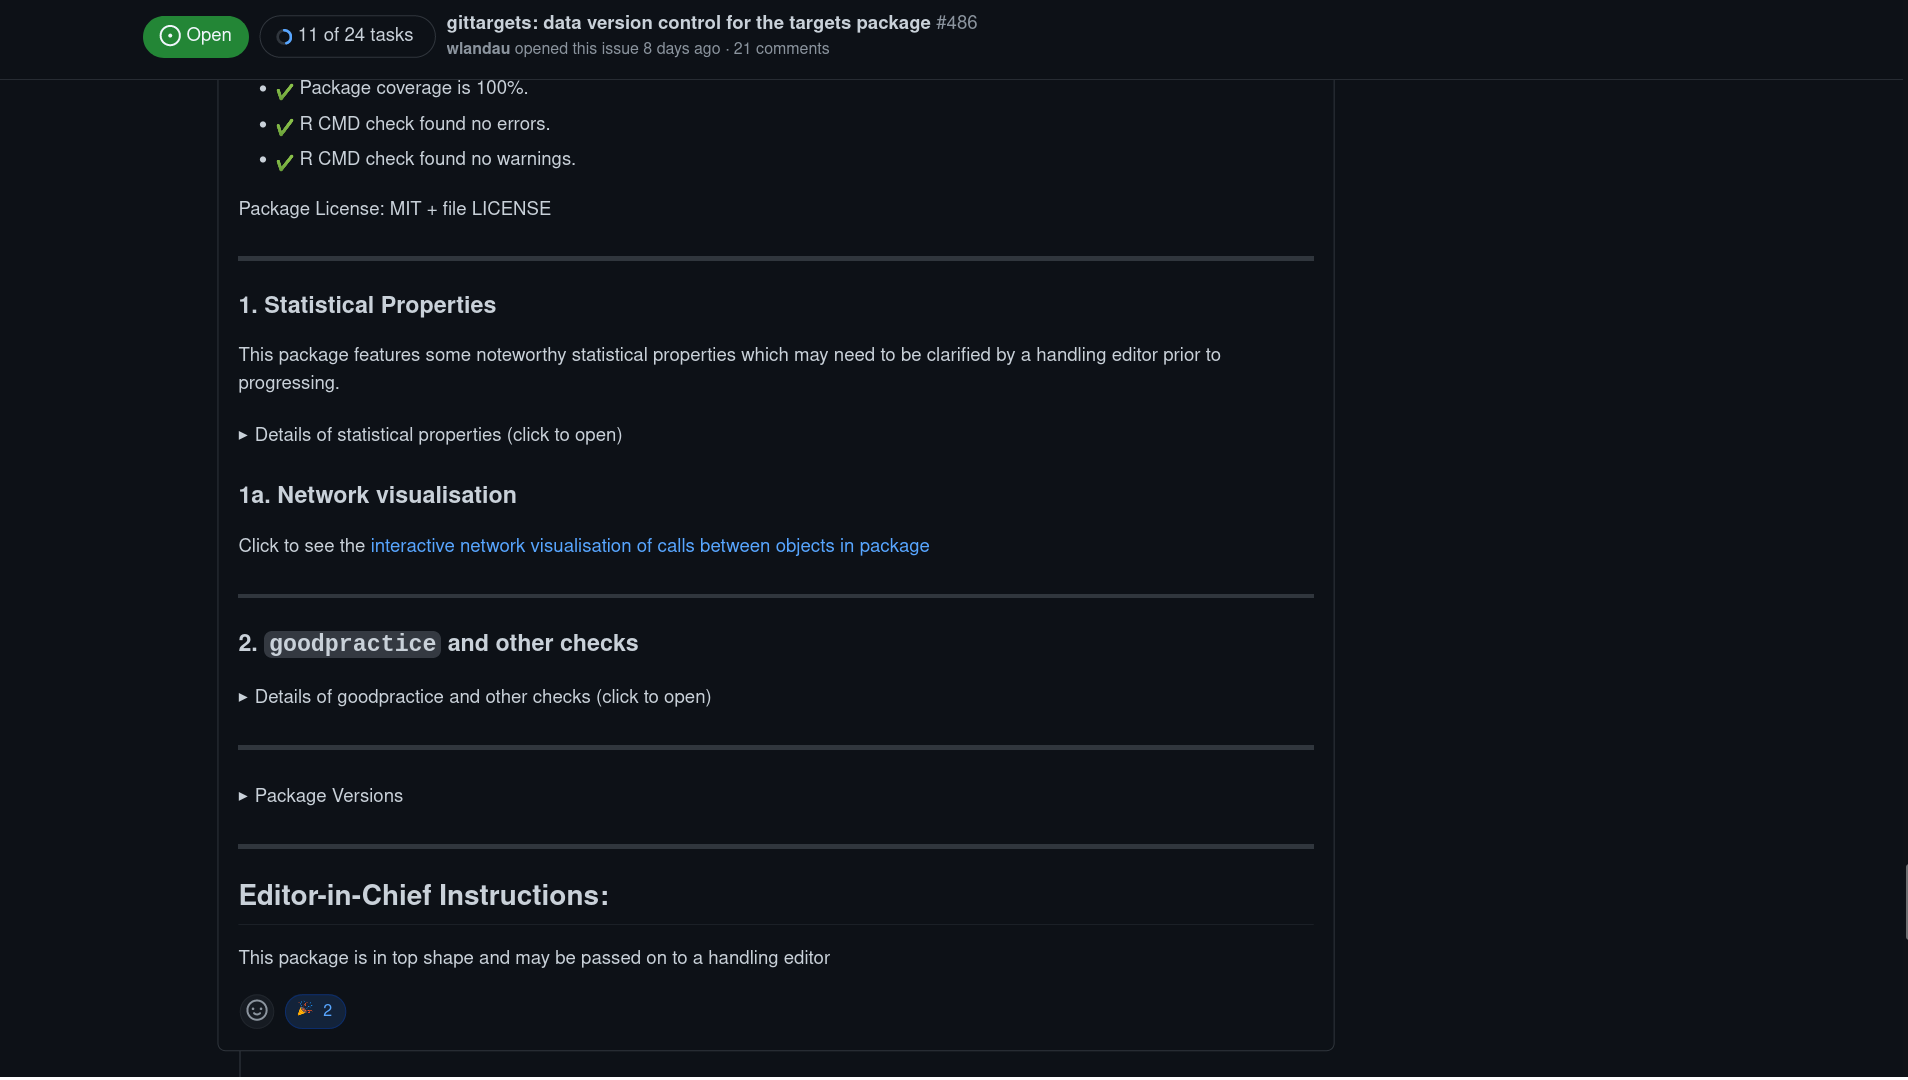 Open
11 of 24 tasks
gittargets: data version control for the targets package #486
wlandau opened this issue 8 days ago · 21 comments
Package coverage is 100%.
R CMD check found no errors.
R CMD check found no warnings.
Package License: MIT + file LICENSE
1. Statistical Properties
This package features some noteworthy statistical properties which may need to be clarified by a handling editor prior to
progressing.
Details of statistical properties (click to open)
1a. Network visualisation
Click to see the interactive network visualisation of calls between objects in package
2. goodpractice and other checks
Details of goodpractice and other checks (click to open)
Package Versions
Editor-in-Chief Instructions:
This package is in top shape and may be passed on to a handling editor
2